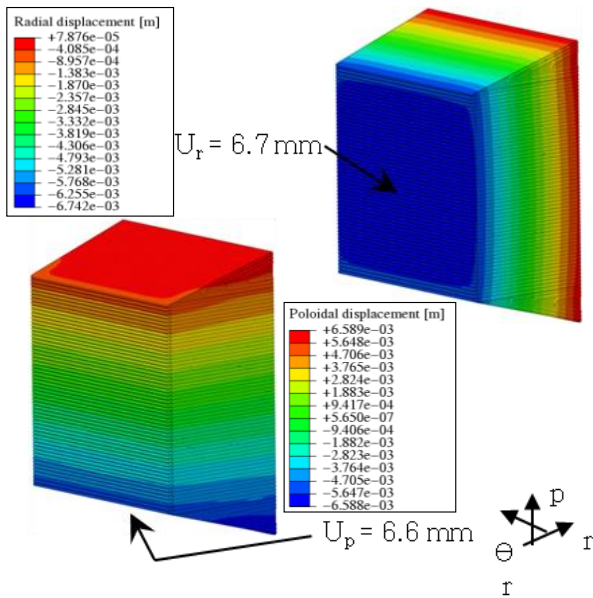 Radial displacement [m]
+7.876e−05
−4.085e−04
−8.957e−04
−1.383e−03
−1.870e−03
−2.357e−03
−2.845e−03
−3.332e−03
−3.819e−03
−4.306e−03
−4.793e−03
−5.281e−03
−5.768e−03
−6.255e−03
−6.742e−03
Ur = 6.7 mm
Poloidal displacement [m]
+6.589e−03
+5.648e−03
+4.706e−03
+3.765e−03
+2.824e−03
+1.883e−03
+9.417e−04
+5.650e−07
−9.406e−04
−1.882e−03
−2.823e−03
−3.764e−03
−4.705e−03
−5.647e−03
−6.588e−03
Up = 6.6 mm
p
Θ
r
r